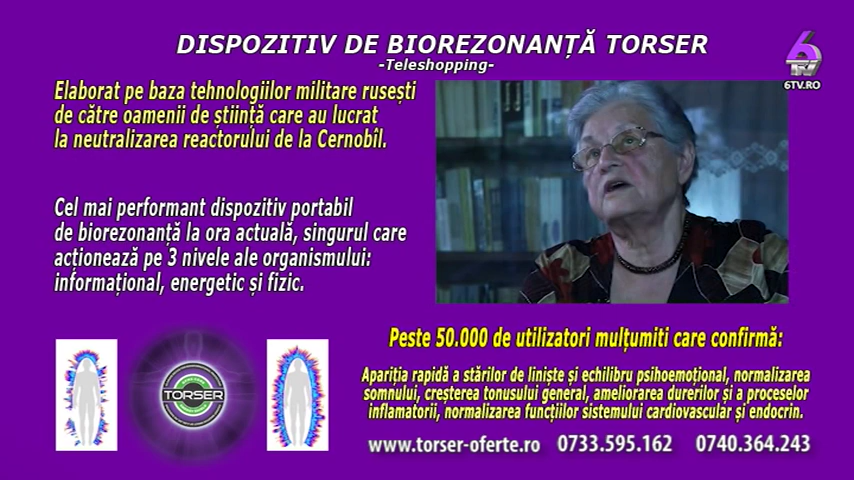 DISPOZITIV DE BIOREZONANȚĂ TORSER
-Teleshopping-
6
TV
6TV.RO
Elaborat pe baza tehnologiilor militare rusești
de către oamenii de știință care au lucrat
la neutralizarea reactorului de la Cernobîl.
Cel mai performant dispozitiv portabil
de biorezonanță la ora actuală, singurul care
acționează pe 3 nivele ale organismului:
informațional, energetic și fizic.
Peste 50.000 de utilizatori mulțumiti care confirmă:
Apariția rapidă a stărilor de liniște și echilibru psihoemoțional, normalizarea
somnului, creșterea tonusului general, ameliorarea durerilor și a proceselor
inflamatorii, normalizarea funcțiilor sistemului cardiovascular și endocrin.
TORSER
www.torser-oferte.ro 0733.595.162 0740.364.243